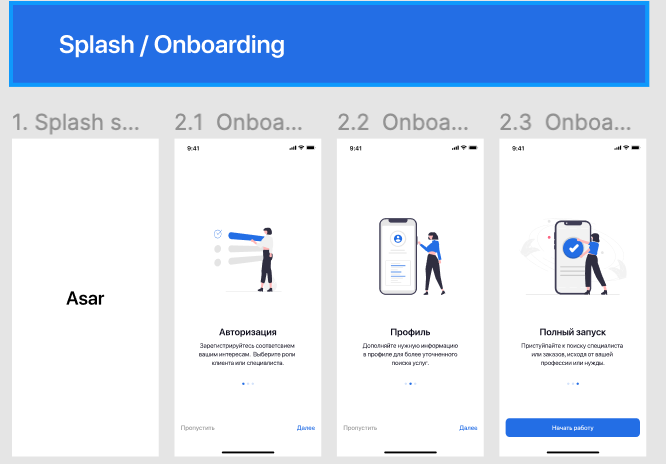 Splash / Onboarding
1. Splash s...
2.1 Onboa...
2.2 Onboa...
2.3 Onboa...
Asar
9:41
Авторизация
Зарегистрируйтесь соответсвием
вашим интересам. Выберите роли
клиента или специалиста.
Пропустить
Далее
9:41
Профиль
Дополняйте нужную информацию
в профиле для более уточненного
поиска услуг.
Пропустить
Далее
9:41
Полный запуск
Приступайте к поиску специалиста
или заказов, исходя от вашей
профессии или нужды.
Начать работу